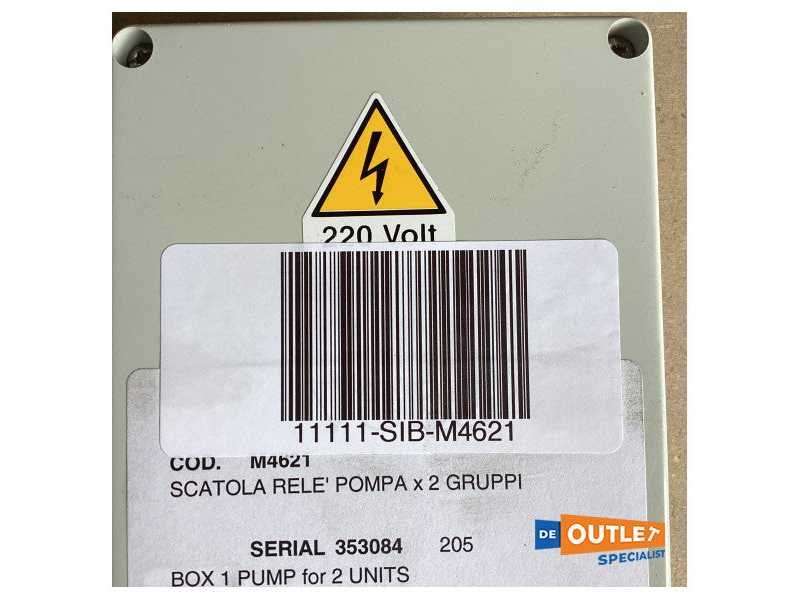 220 Volt
11111-SIB-M4621
COD. M4621
SCATOLA RELE' POMPA x 2 GRUPPI
SERIAL 353084 205
BOX 1 PUMP for 2 UNITS
DE OUTLET
SPECIALIST